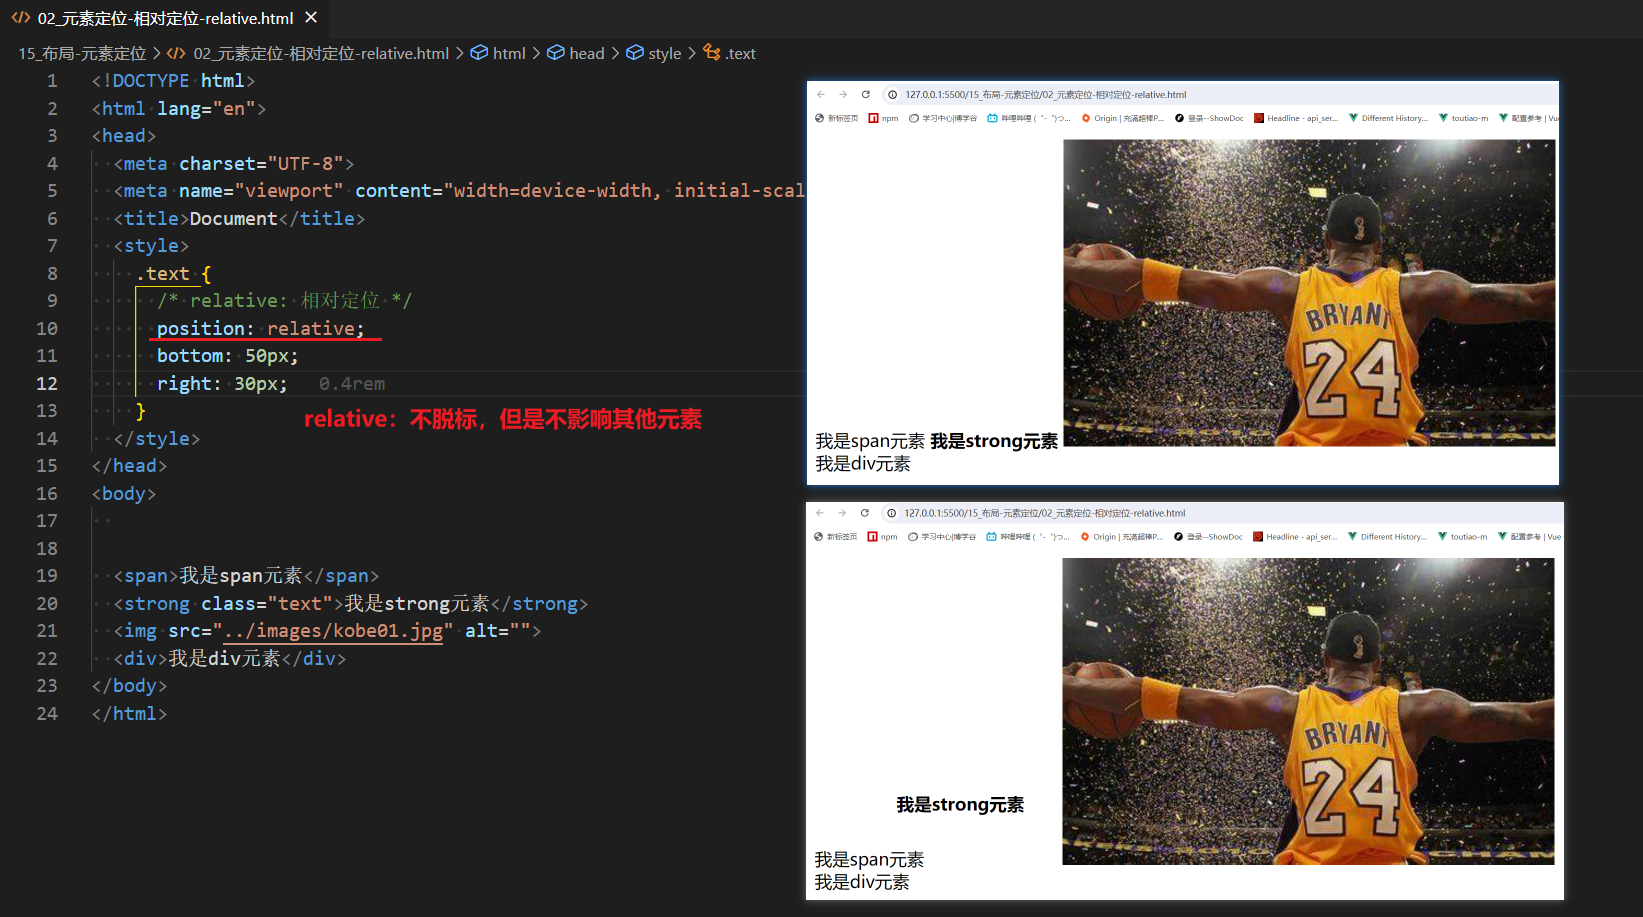 02_元素定位-相对定位-relative.html
15_布局-元素定位 > 02_元素定位-相对定位-relative.html > html > head > style > .text
1 <!DOCTYPE html>
2 <html lang="en">
3 <head>
4 <meta charset="UTF-8">
5 <meta name="viewport" content="width=device-width, initial-scal
6 <title>Document</title>
7 <style>
8 .text {
9 /* relative: 相对定位 */
10 position: relative;
11 bottom: 50px;
12 right: 30px; 0.4rem
13 }
relative：不脱标，但是不影响其他元素
14 </style>
15 </head>
16 <body>
17
18
19 <span>我是span元素</span>
20 <strong class="text">我是strong元素</strong>
21 <img src="../images/kobe01.jpg" alt="">
22 <div>我是div元素</div>
23 </body>
24 </html>
127.0.0.1:5500/15_布局-元素定位/02_元素定位-相对定位-relative.html
新标签页 npm 学习中心|博学谷 哔哩哔哩 (゜-゜)つ... Origin | 充满超棒P... 登录--ShowDoc Headline - api_ser... Different History... toutiao-m 配置参考 | Vue
BRYANT
24
我是span元素 我是strong元素
我是div元素
127.0.0.1:5500/15_布局-元素定位/02_元素定位-相对定位-relative.html
新标签页 npm 学习中心|博学谷 哔哩哔哩 (゜-゜)つ... Origin | 充满超棒P... 登录--ShowDoc Headline - api_ser... Different History... toutiao-m 配置参考 | Vue
BRYANT
24
我是strong元素
我是span元素
我是div元素